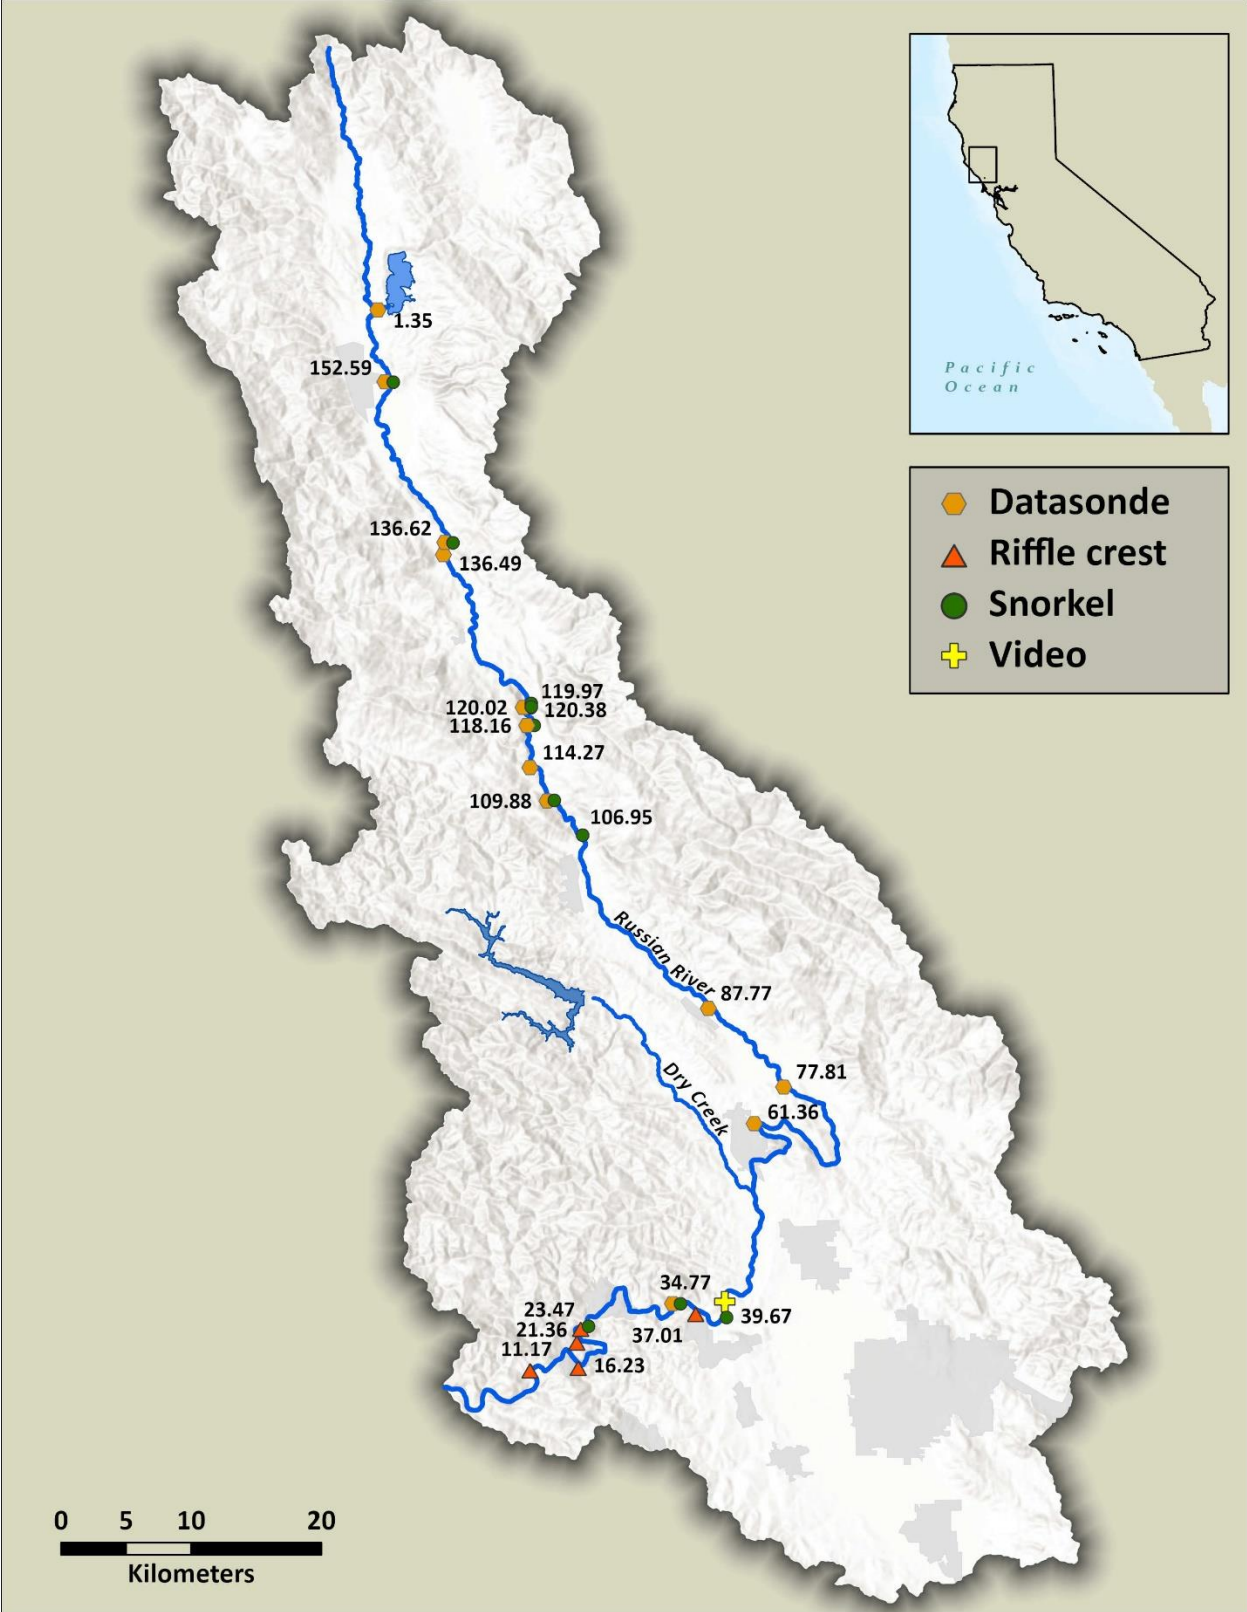 1.35
152.59
136.62
136.49
119.97
120.02
120.38
118.16
114.27
109.88
106.95
Russian River
87.77
77.81
61.36
Dry Creek
34.77
39.67
37.01
23.47
21.36
11.17
16.23
0 5 10 20
Kilometers
Pacific
Ocean
Datasonde
Riffle crest
Snorkel
Video